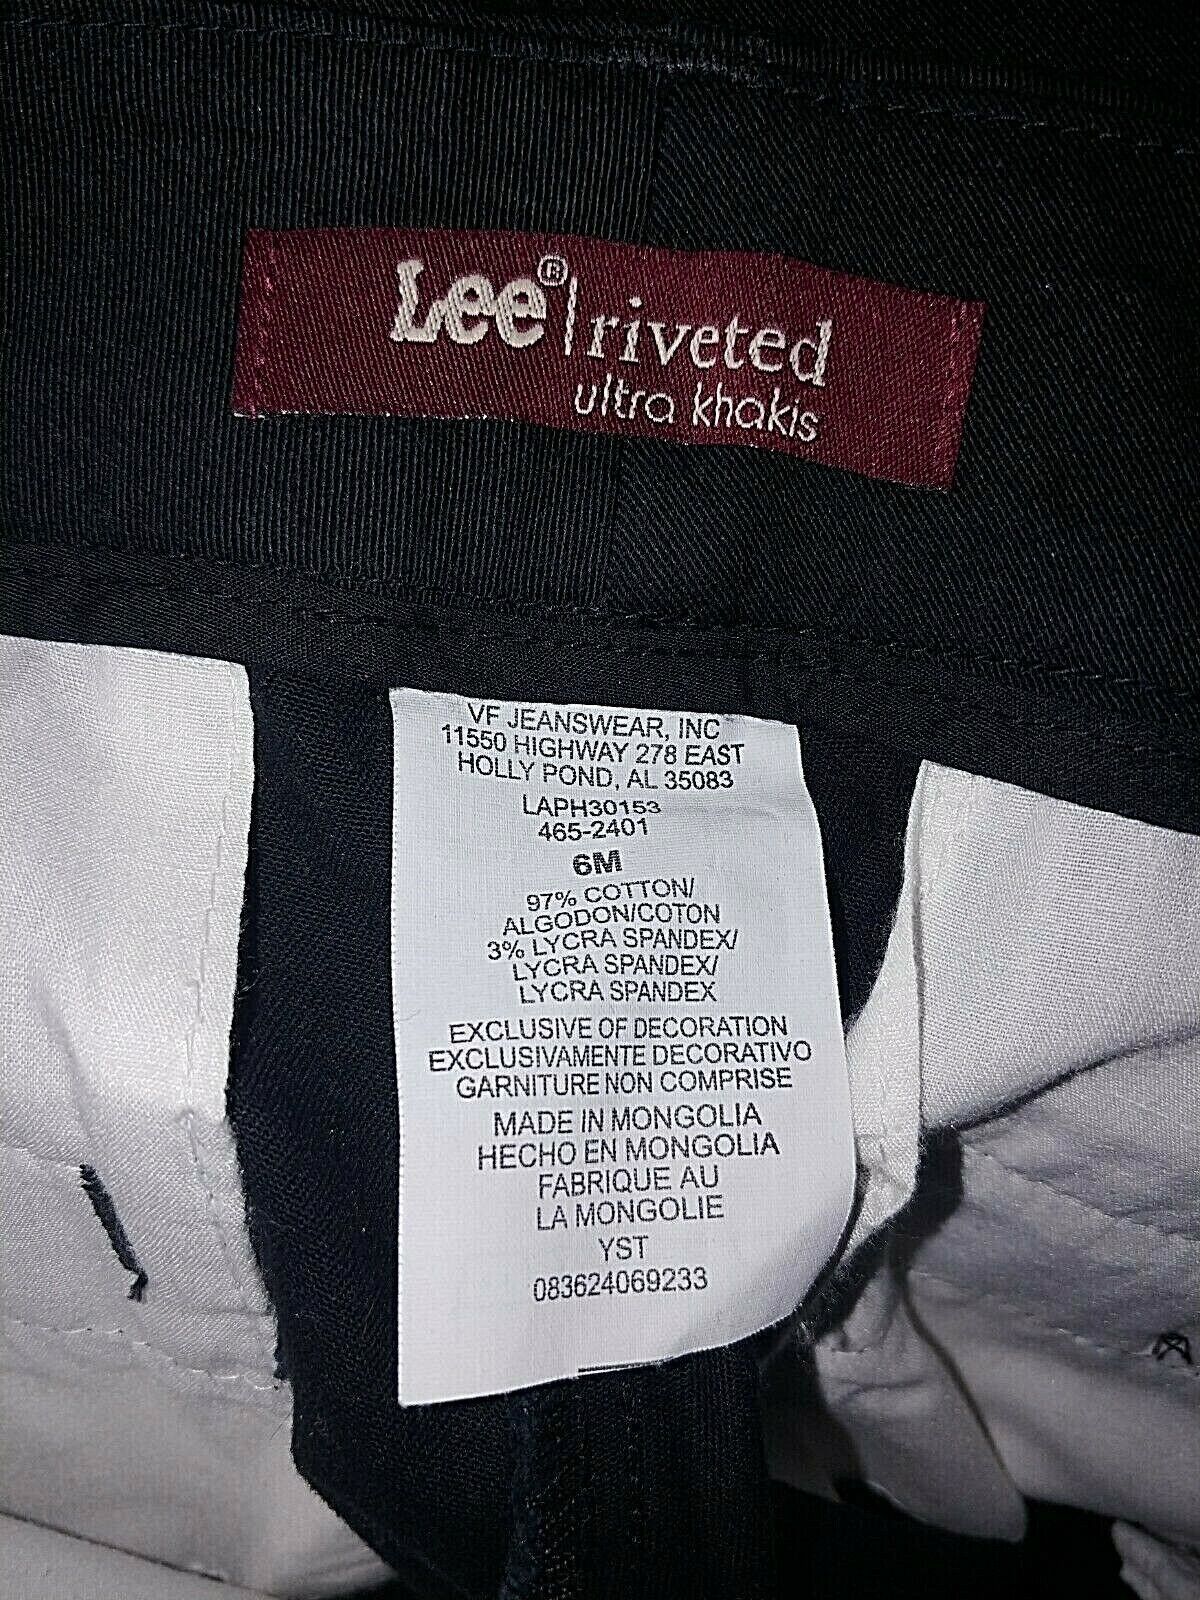 Lee® | riveted
ultra khakis
VF JEANSWEAR, INC
11550 HIGHWAY 278 EAST
HOLLY POND, AL 35083
LAPH30153
465-2401
6M
97% COTTON/
ALGODON/COTON
3% LYCRA SPANDEX/
LYCRA SPANDEX/
LYCRA SPANDEX
EXCLUSIVE OF DECORATION
EXCLUSIVAMENTE DECORATIVO
GARNITURE NON COMPRISE
MADE IN MONGOLIA
HECHO EN MONGOLIA
FABRIQUE AU
LA MONGOLIE
YST
083624069233